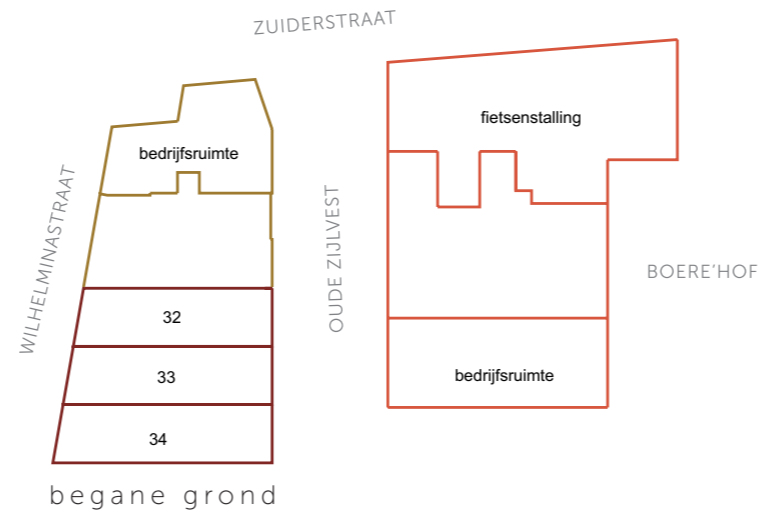 ZUIDERSTRAAT
fietsenstalling
bedrijfsruimte
WILHELMINASTRAAT
OUDE ZIJLVEST
BOERE'HOF
32
33
bedrijfsruimte
34
begane grond